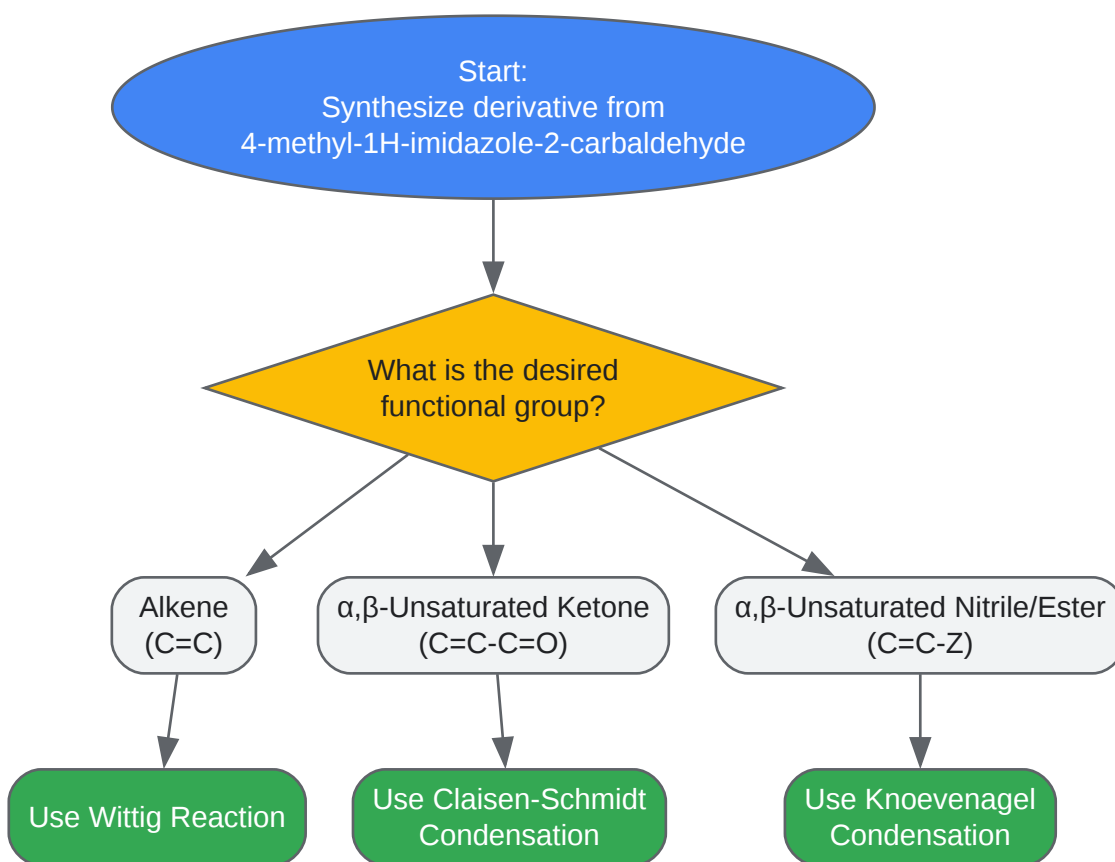 Start:
Synthesize derivative from
4-methyl-1H-imidazole-2-carbaldehyde
What is the desired
functional group?
Alkene
(C=C)
α,β-Unsaturated Ketone
(C=C-C=O)
α,β-Unsaturated Nitrile/Ester
(C=C-Z)
Use Wittig Reaction
Use Claisen-Schmidt
Condensation
Use Knoevenagel
Condensation